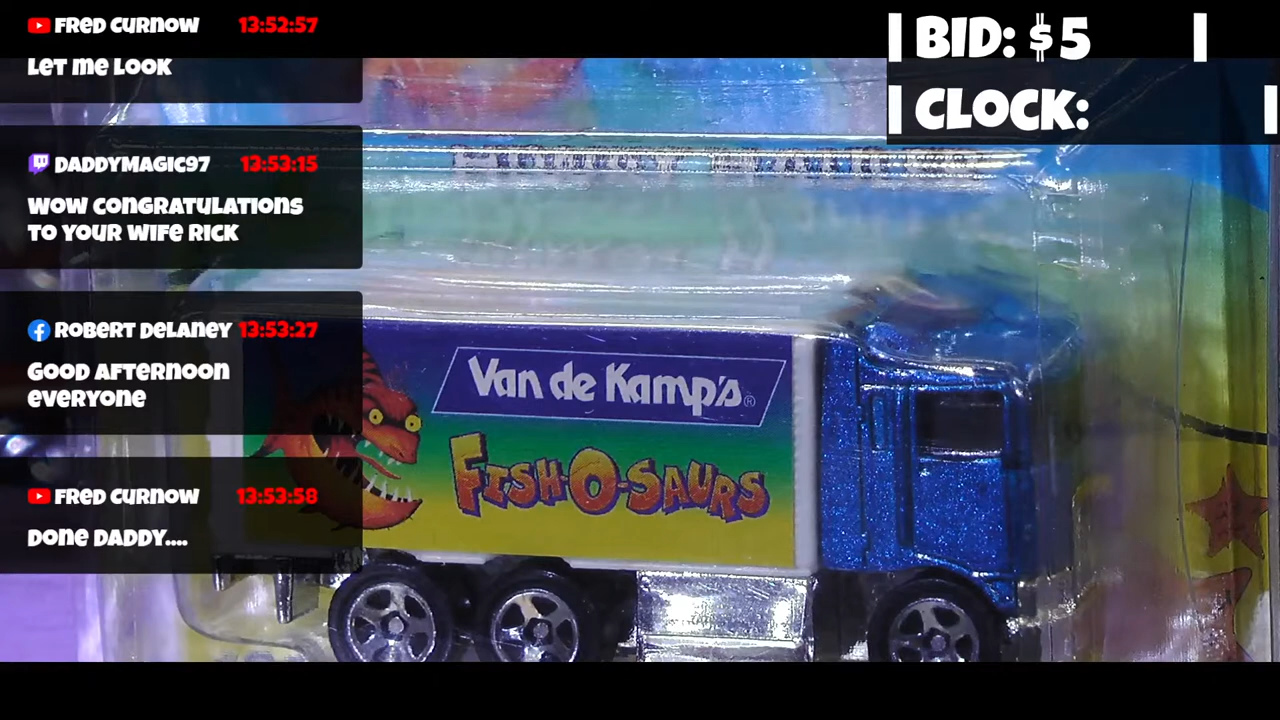 Fred Curnow 13:52:57
Let me look
DADDYMAGIC97 13:53:15
Wow congratulations
to your wife Rick
Robert Delaney 13:53:27
Good afternoon
everyone
Fred Curnow 13:53:58
Done daddy....
| BID: $5 |
| CLOCK: |
Van de Kamp's®
FISH-O-SAURS